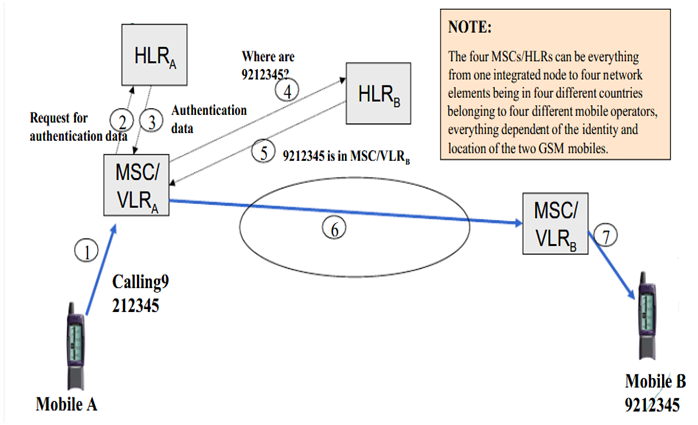 NOTE:
The four MSCs/HLRs can be everything
from one integrated node to four network
elements being in four different countries
belonging to four different mobile operators,
everything dependent of the identity and
location of the two GSM mobiles.
HLRA
Where are
9212345?
4
HLRB
Request for
authentication data
2
3
Authentication
data
5
9212345 is in MSC/VLRB
MSC/
VLRA
6
MSC/
VLRB
7
1
Calling9
212345
Mobile A
Mobile B
9212345